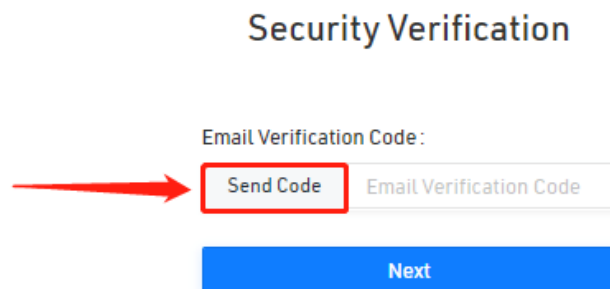 Security Verification
Email Verification Code:
Send Code Email Verification Code
Next